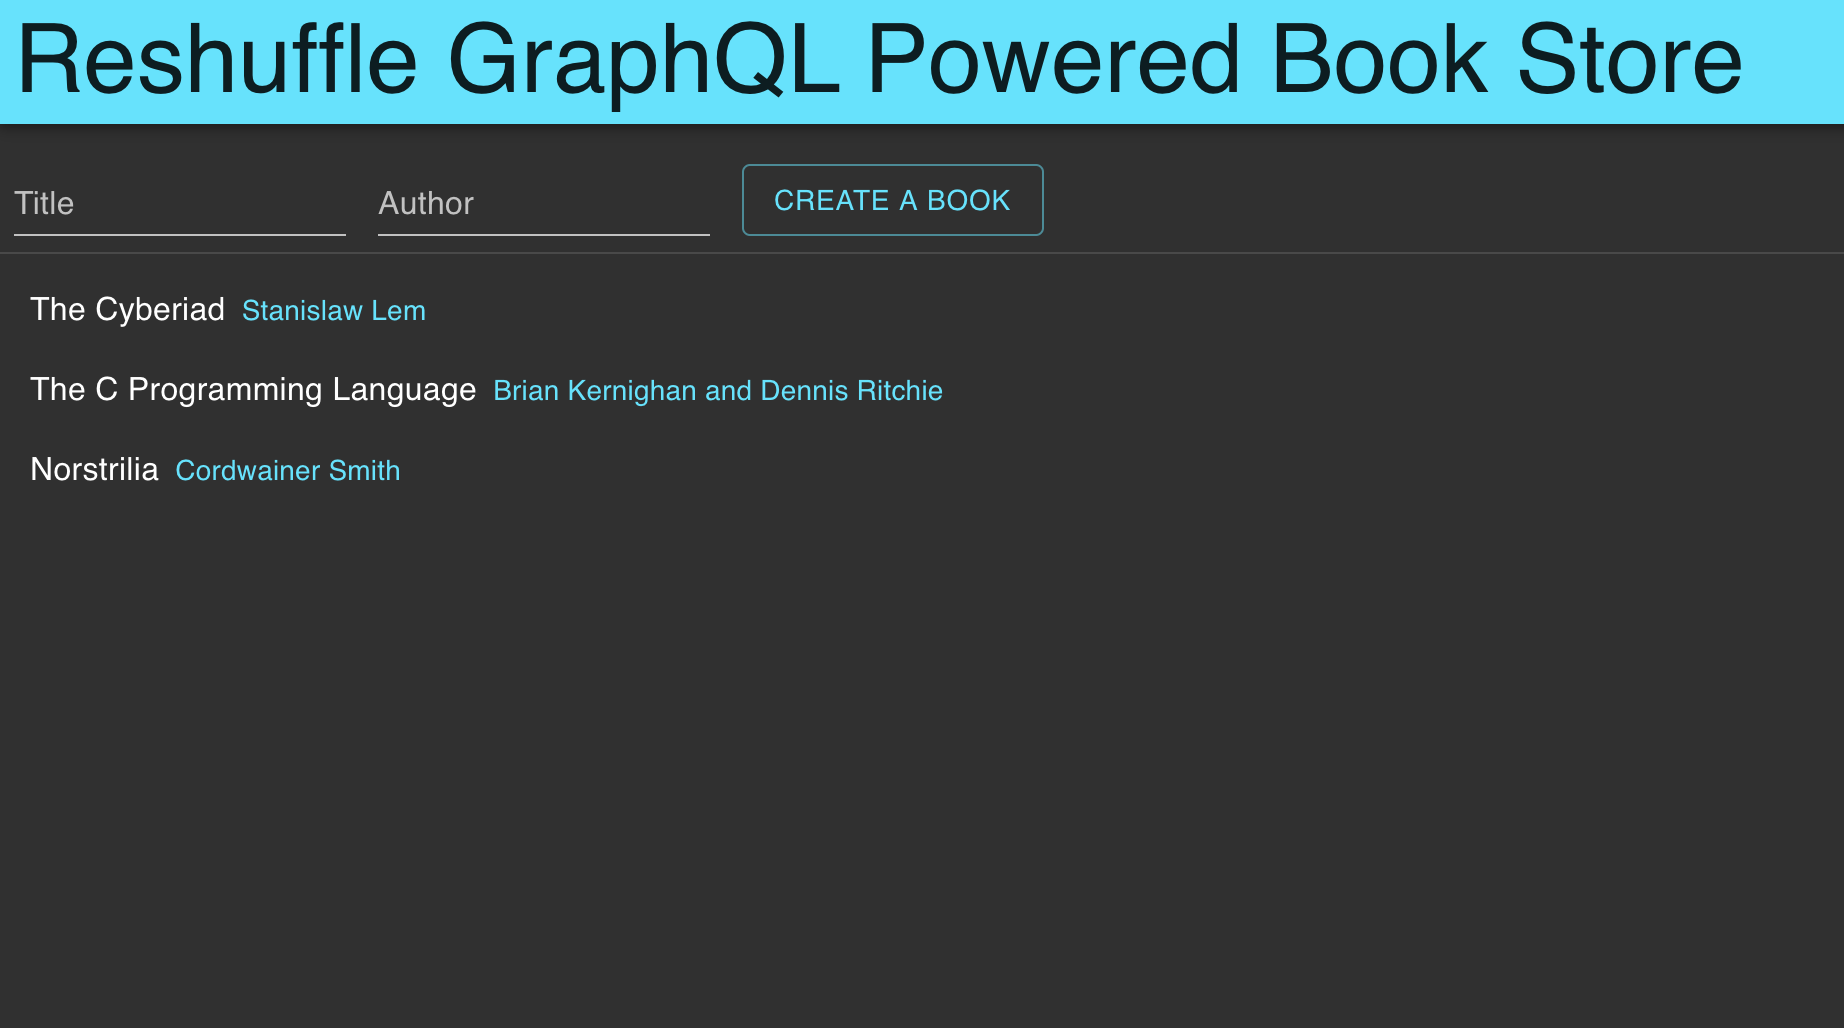 Reshuffle GraphQL Powered Book Store
Title Author CREATE A BOOK
The Cyberiad Stanislaw Lem
The C Programming Language Brian Kernighan and Dennis Ritchie
Norstrilia Cordwainer Smith